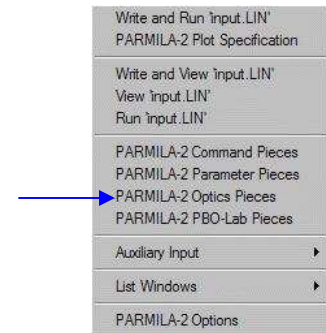 Write and Run 'input.LIN'
PARMILA-2 Plot Specification
Write and View 'input.LIN'
View 'input.LIN'
Run 'input.LIN'
PARMILA-2 Command Pieces
PARMILA-2 Parameter Pieces
PARMILA-2 Optics Pieces
PARMILA-2 PBO-Lab Pieces
Auxiliary Input
List Windows
PARMILA-2 Options